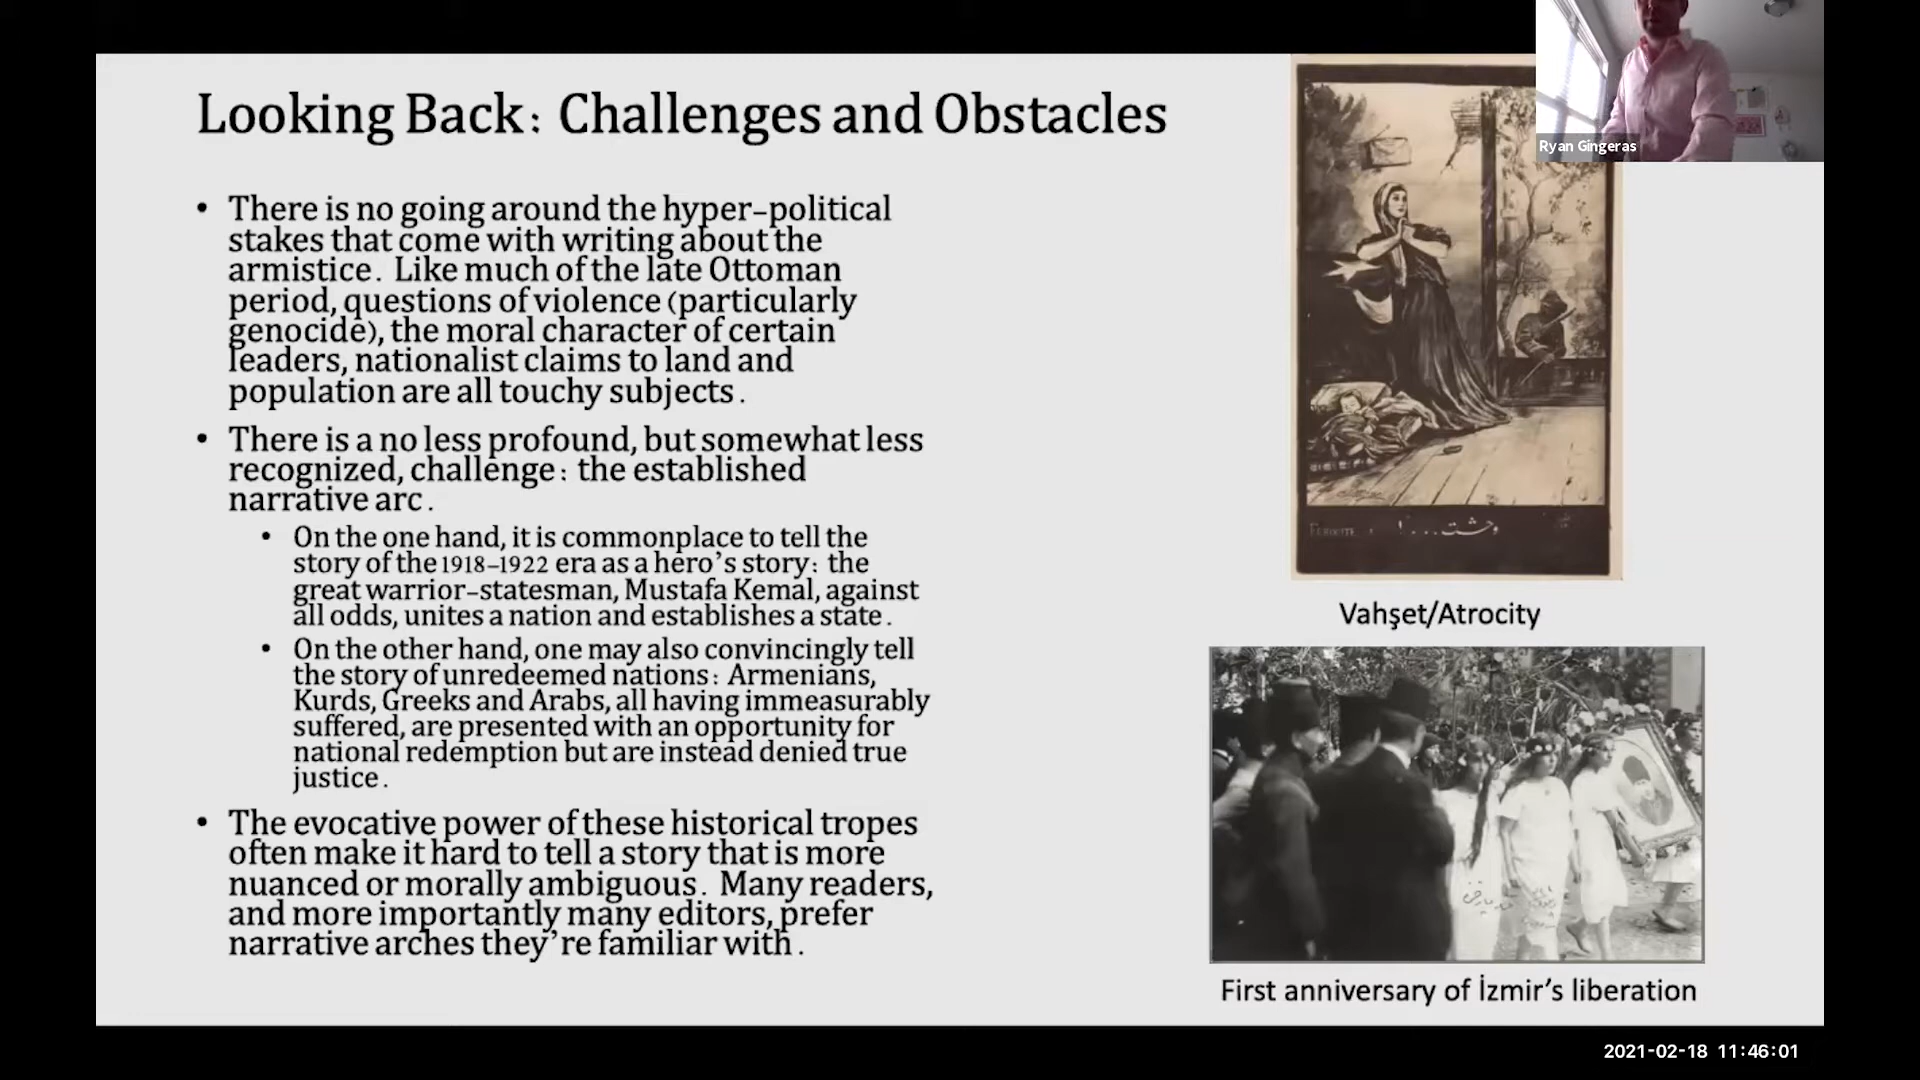 Looking Back: Challenges and Obstacles
• There is no going around the hyper-political
stakes that come with writing about the
armistice. Like much of the late Ottoman
period, questions of violence (particularly
genocide), the moral character of certain
leaders, nationalist claims to land and
population are all touchy subjects.
• There is a no less profound, but somewhat less
recognized, challenge: the established
narrative arc.
• On the one hand, it is commonplace to tell the
story of the 1918-1922 era as a hero's story: the
great warrior-statesman, Mustafa Kemal, against
all odds, unites a nation and establishes a state.
• On the other hand, one may also convincingly tell
the story of unredeemed nations: Armenians,
Kurds, Greeks and Arabs, all having immeasurably
suffered, are presented with an opportunity for
national redemption but are instead denied true
justice.
• The evocative power of these historical tropes
often make it hard to tell a story that is more
nuanced or morally ambiguous. Many readers,
and more importantly many editors, prefer
narrative arches they're familiar with.
Ryan Gingeras
وحشت
Vahşet/Atrocity
First anniversary of İzmir's liberation
2021-02-18 11:46:01